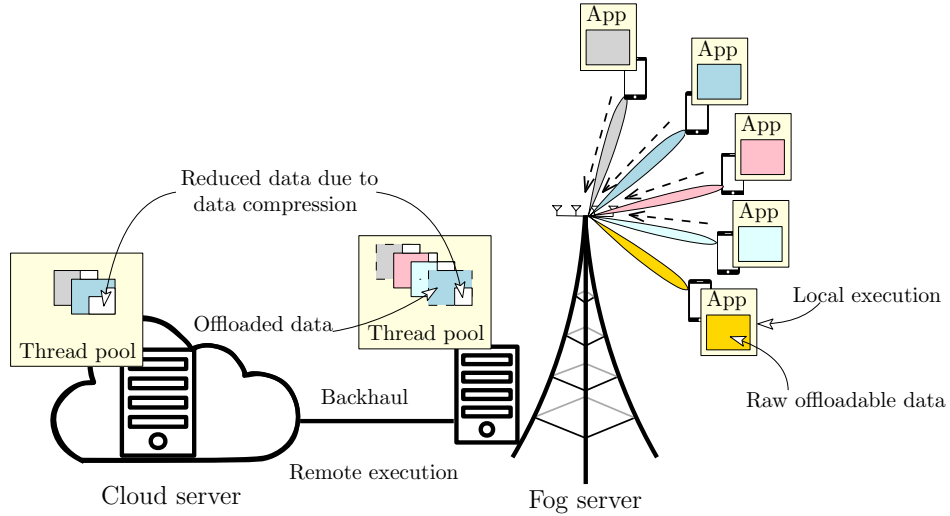 App
App
App
App
App
Reduced data due to
data compression
Local execution
Offloaded data
Thread pool
Thread pool
Raw offloadable data
Backhaul
Remote execution
Cloud server
Fog server